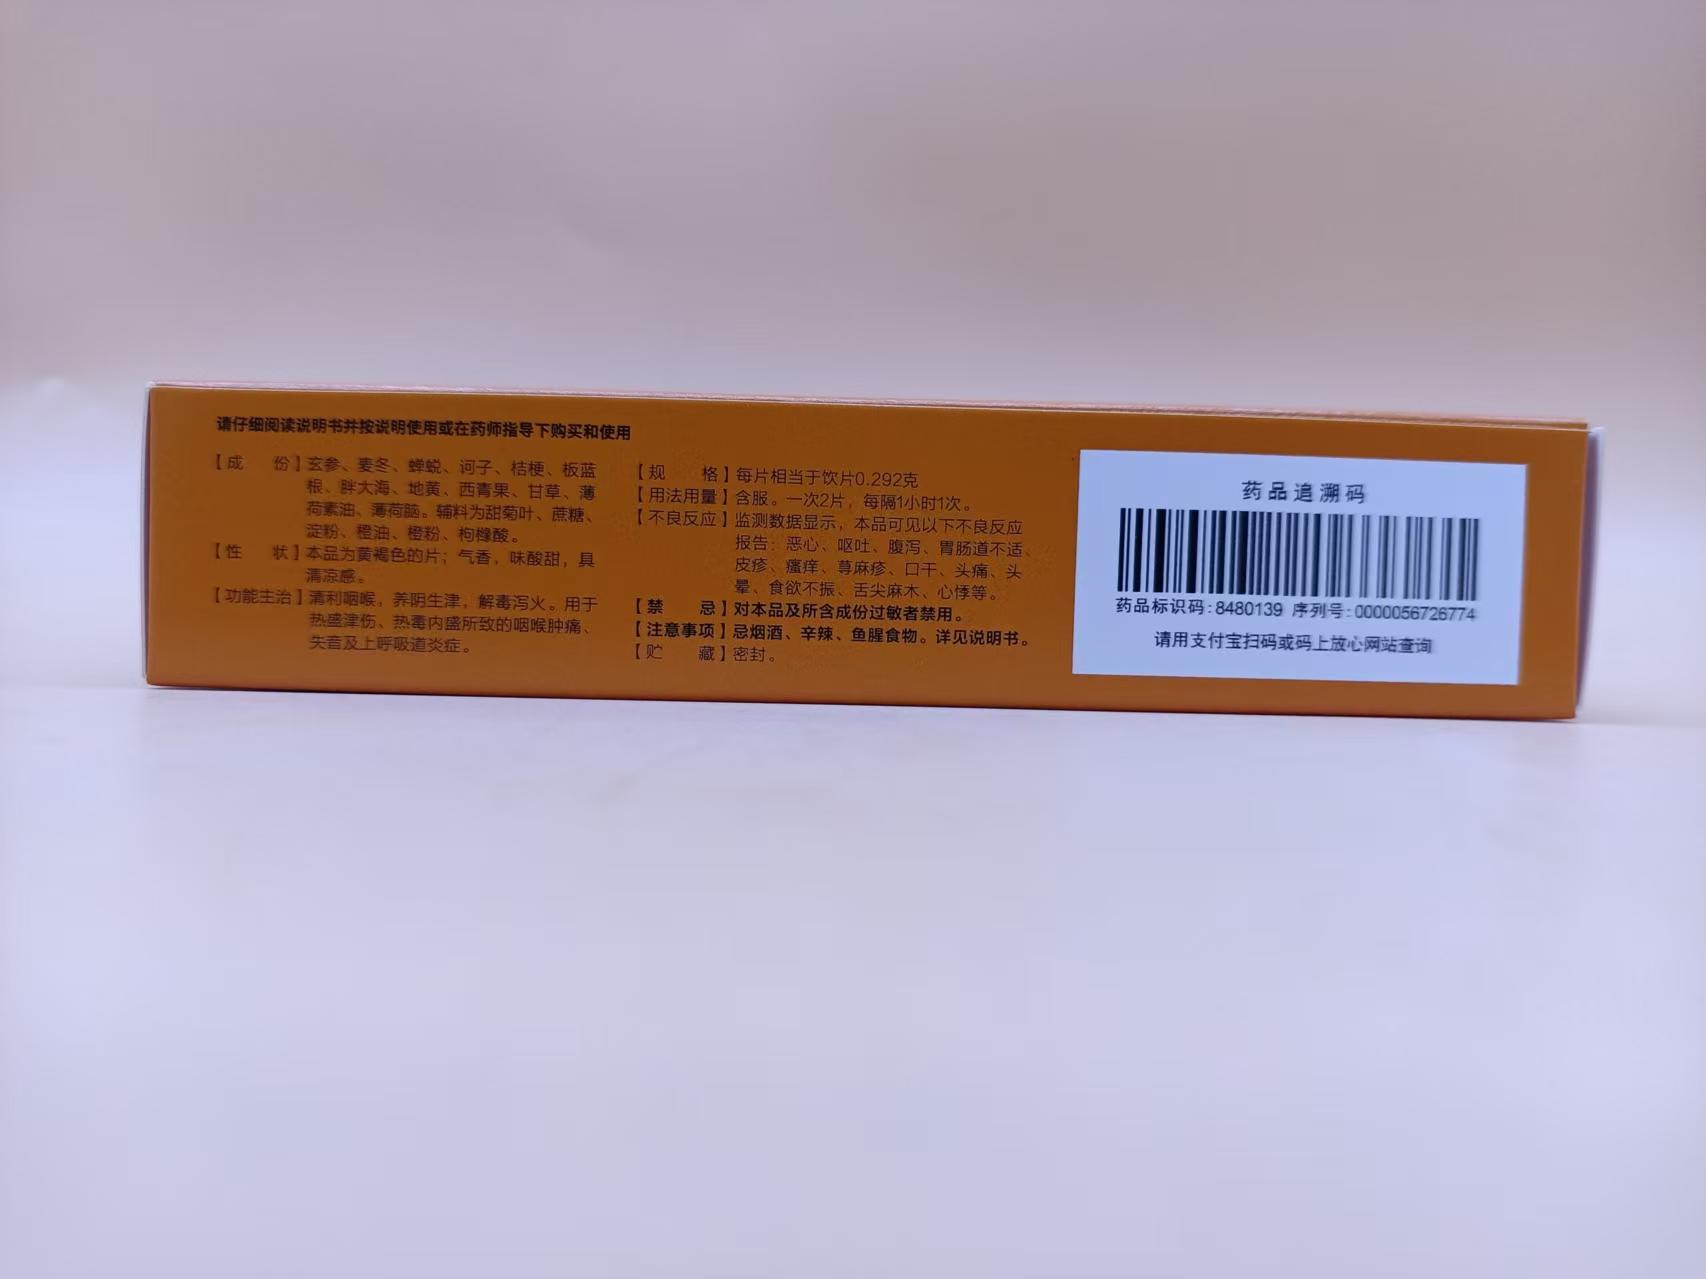 请仔细阅读说明书并按说明使用或在药师指导下购买和使用
【成　份】玄参、麦冬、蝉蜕、诃子、桔梗、板蓝
根、胖大海、地黄、西青果、甘草、薄
荷素油、薄荷脑。辅料为甜菊叶、蔗糖、
淀粉、橙油、橙粉、枸橼酸。
【性　状】本品为黄褐色的片；气香，味酸甜，具
清凉感。
【功能主治】清利咽喉，养阴生津，解毒泻火。用于
热盛津伤、热毒内盛所致的咽喉肿痛、
失音及上呼吸道炎症。
【规　格】每片相当于饮片0.292克
【用法用量】含服。一次2片，每隔1小时1次。
【不良反应】监测数据显示，本品可见以下不良反应
报告：恶心、呕吐、腹泻、胃肠道不适、
皮疹、瘙痒、荨麻疹、口干、头痛、头
晕、食欲不振、舌尖麻木、心悸等。
【禁　忌】对本品及所含成份过敏者禁用。
【注意事项】忌烟酒、辛辣、鱼腥食物。详见说明书。
【贮　藏】密封。
药品追溯码
药品标识码:8480139 序列号:0000056726774
请用支付宝扫码或码上放心网站查询